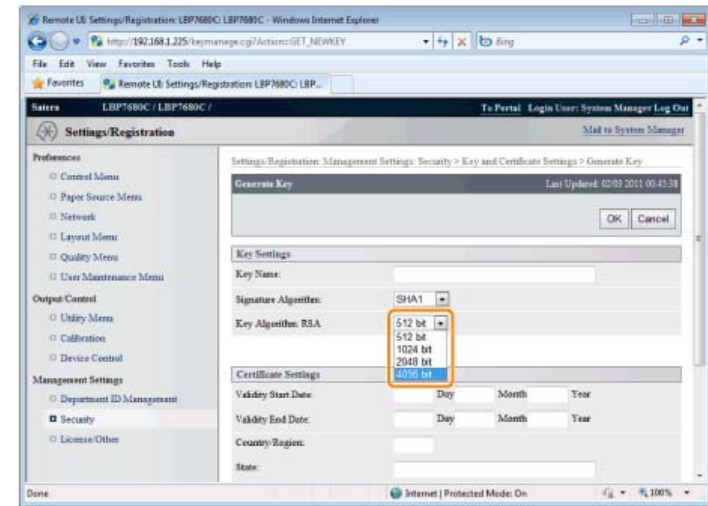 Remote UI: Settings/Registration: LBP7680C: LBP7680C - Windows Internet Explorer
http://192.168.1.225/keymanage.cgi?Action=GET_NEWKEY
Bing
File Edit View Favorites Tools Help
Favorites Remote UI: Settings/Registration: LBP7680C: LBP...
Satera LBP7680C / LBP7680C / To Portal Login User: System Manager Log Out
Settings/Registration Mail to System Manager
Preferences
Control Menu
Paper Source Menu
Network
Layout Menu
Quality Menu
User Maintenance Menu
Output/Control
Utility Menu
Calibration
Device Control
Management Settings
Department ID Management
Security
License/Other
Settings/Registration: Management Settings: Security > Key and Certificate Settings > Generate Key
Generate Key Last Updated: 02/03 2011 00:45:38
OK Cancel
Key Settings
Key Name:
Signature Algorithm: SHA1
Key Algorithm: RSA 512 bit
512 bit
1024 bit
2048 bit
4096 bit
Certificate Settings
Validity Start Date: Day Month Year
Validity End Date: Day Month Year
Country/Region:
State:
Done Internet | Protected Mode: On 100%